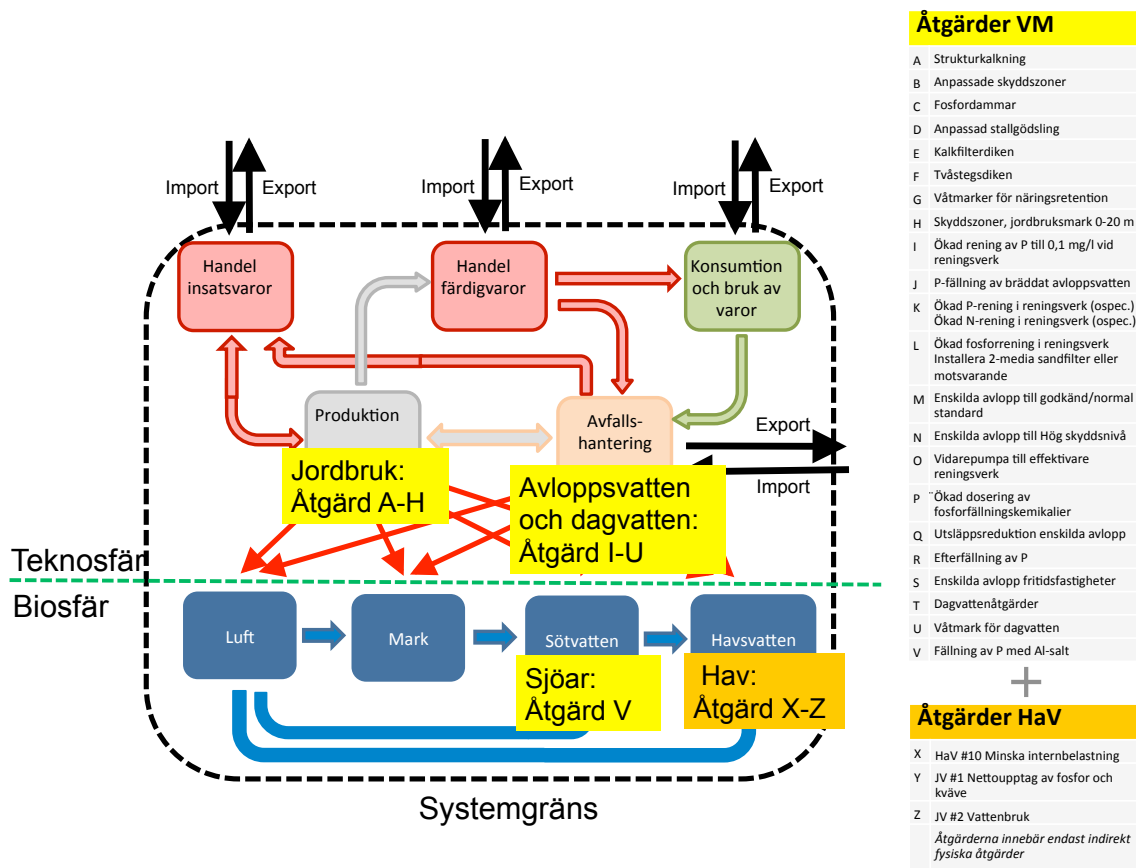 Import
Export
Import
Export
Import
Export
Handel
insatsvaror
Handel
färdigvaror
Konsumtion
och bruk av
varor
Produktion
Avfalls-
hantering
Export
Import
Jordbruk:
Åtgärd A-H
Avloppsvatten
och dagvatten:
Åtgärd I-U
Teknosfär
Biosfär
Luft
Mark
Sötvatten
Havsvatten
Sjöar:
Åtgärd V
Hav:
Åtgärd X-Z
Systemgräns
Åtgärder VM
A Strukturkalkning
B Anpassade skyddszoner
C Fosfordammar
D Anpassad stallgödsling
E Kalkfilterdiken
F Tvåstegsdiken
G Våtmarker för näringsretention
H Skyddszoner, jordbruksmark 0-20 m
I Ökad rening av P till 0,1 mg/l vid
reningsverk
J P-fällning av bräddat avloppsvatten
K Ökad P-rening i reningsverk (ospec.)
Ökad N-rening i reningsverk (ospec.)
L Ökad fosforrening i reningsverk
Installera 2-media sandfilter eller
motsvarande
M Enskilda avlopp till godkänd/normal
standard
N Enskilda avlopp till Hög skyddsnivå
O Vidarepumpa till effektivare
reningsverk
P ¨Ökad dosering av
fosforfällningskemikalier
Q Utsläppsreduktion enskilda avlopp
R Efterfällning av P
S Enskilda avlopp fritidsfastigheter
T Dagvattenåtgärder
U Våtmark för dagvatten
V Fällning av P med Al-salt
+
Åtgärder HaV
X HaV #10 Minska internbelastning
Y JV #1 Nettoupptag av fosfor och
kväve
Z JV #2 Vattenbruk
Åtgärderna innebär endast indirekt
fysiska åtgärder